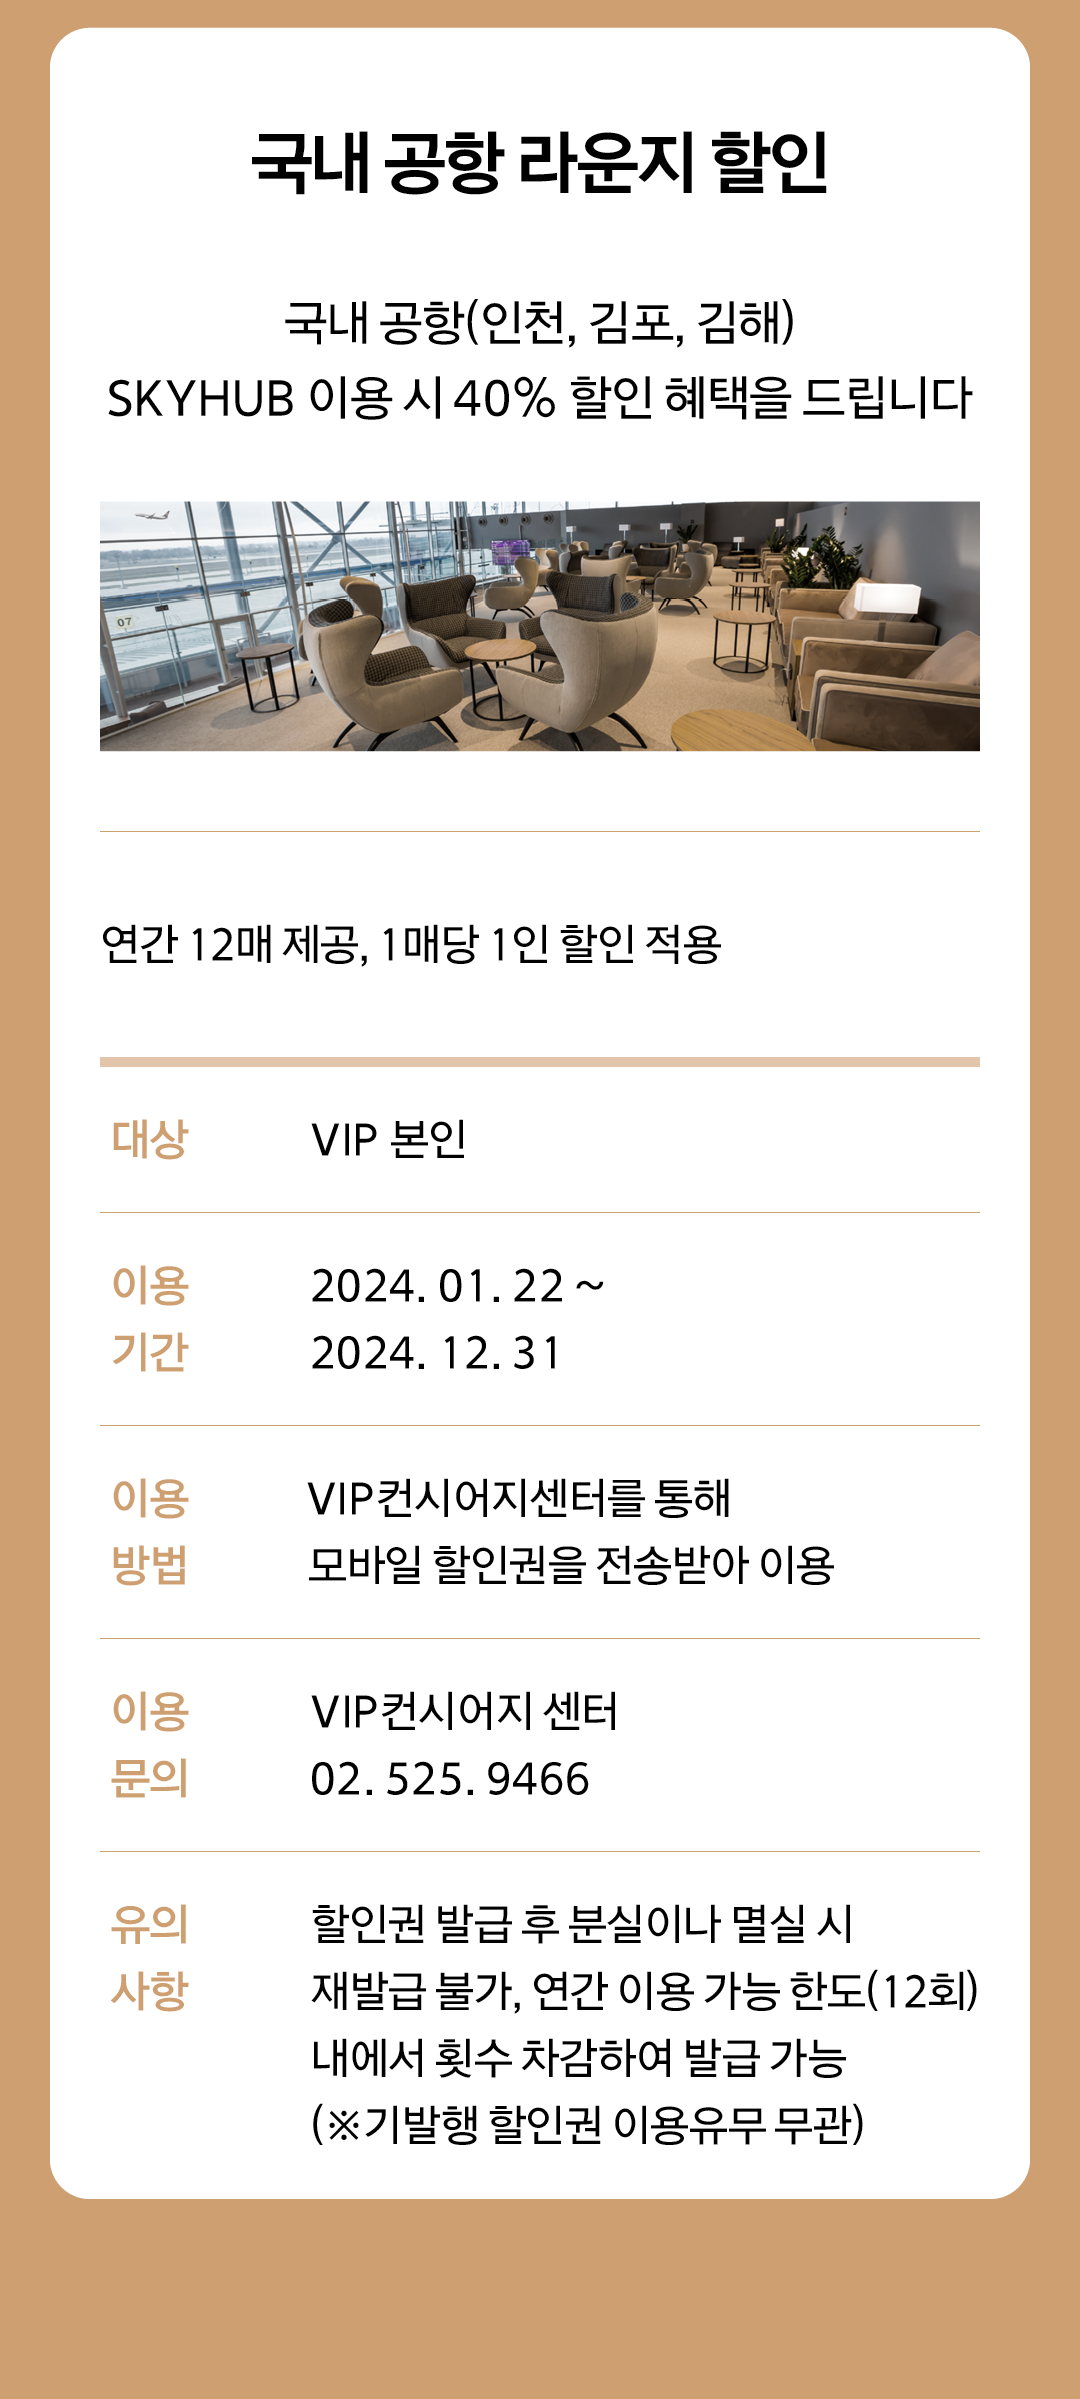 국내 공항 라운지 할인
국내 공항(인천, 김포, 김해)
SKYHUB 이용 시 40% 할인 혜택을 드립니다
07
연간 12매 제공, 1매당 1인 할인 적용
대상 VIP 본인
이용 2024. 01. 22 ~
기간 2024. 12. 31
이용 VIP컨시어지센터를 통해
방법 모바일 할인권을 전송받아 이용
이용 VIP컨시어지 센터
문의 02. 525. 9466
유의 할인권 발급 후 분실이나 멸실 시
사항 재발급 불가, 연간 이용 가능 한도(12회)
내에서 횟수 차감하여 발급 가능
(※기발행 할인권 이용유무 무관)